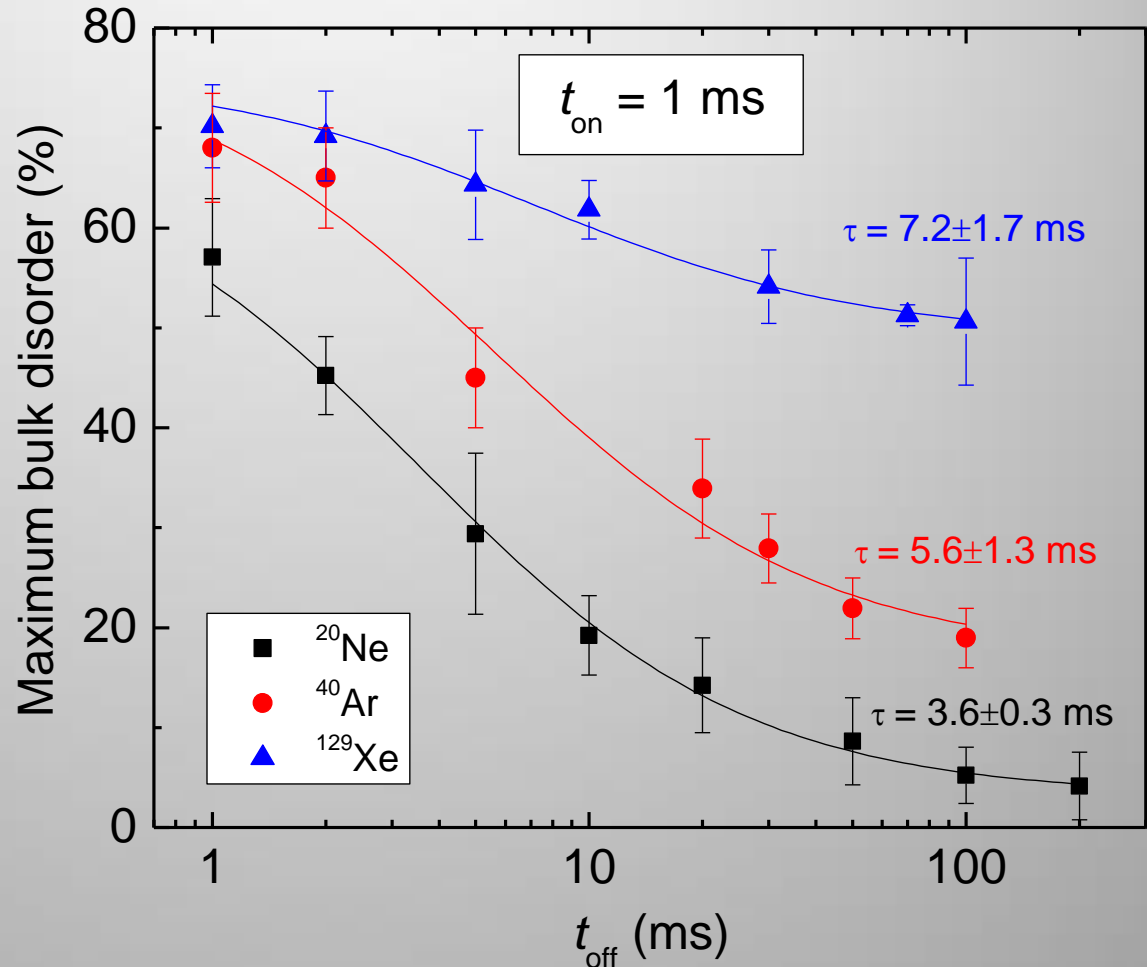 Maximum bulk disorder (%)
80
60
40
20
0
t_on = 1 ms
τ = 7.2±1.7 ms
τ = 5.6±1.3 ms
τ = 3.6±0.3 ms
²⁰Ne
⁴⁰Ar
¹²⁹Xe
1 10 100
t_off (ms)